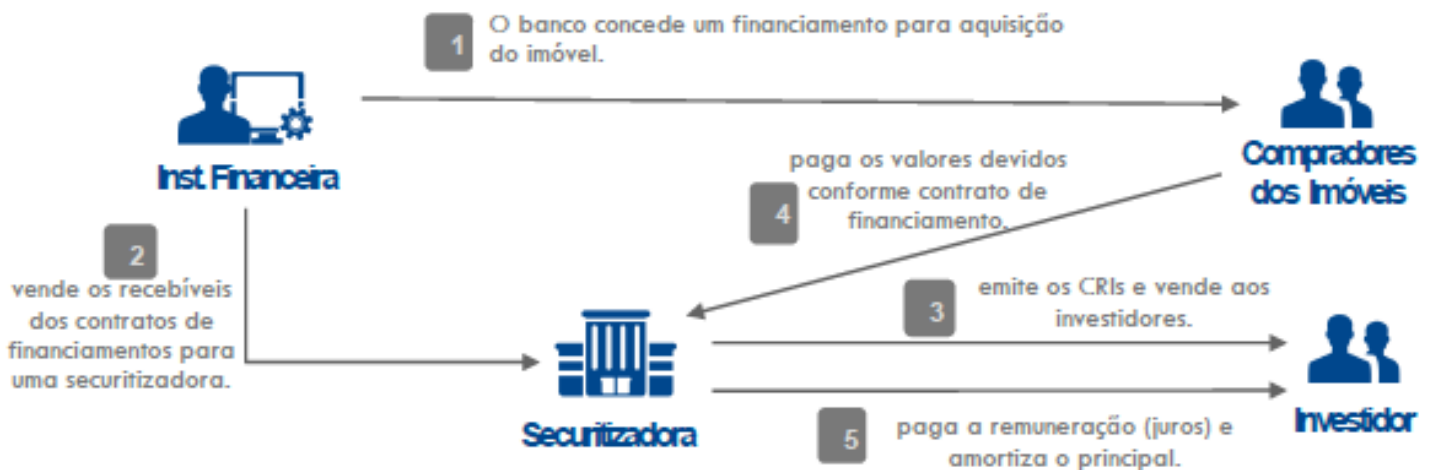 1
O banco concede um financiamento para aquisição
do imóvel.
Inst. Financeira
Compradores
dos Imóveis
4
paga os valores devidos
conforme contrato de
financiamento.
2
vende os recebíveis
dos contratos de
financiamentos para
uma securitizadora.
3
emite os CRIs e vende aos
investidores.
Securitizadora
Investidor
5
paga a remuneração (juros) e
amortiza o principal.